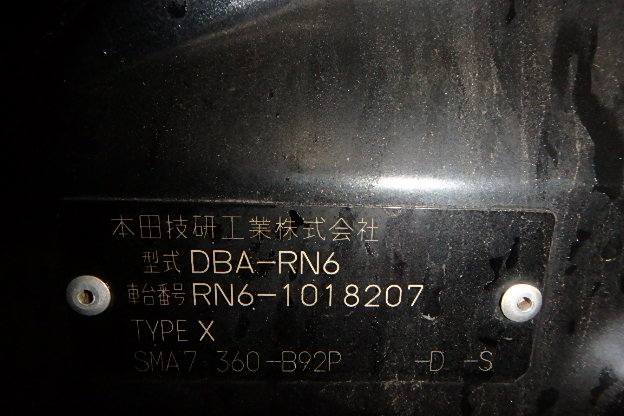 本田技研工業株式会社
型式 DBA-RN6
車台番号 RN6-1018207
TYPE X
SMA7 360-B92P -D -S